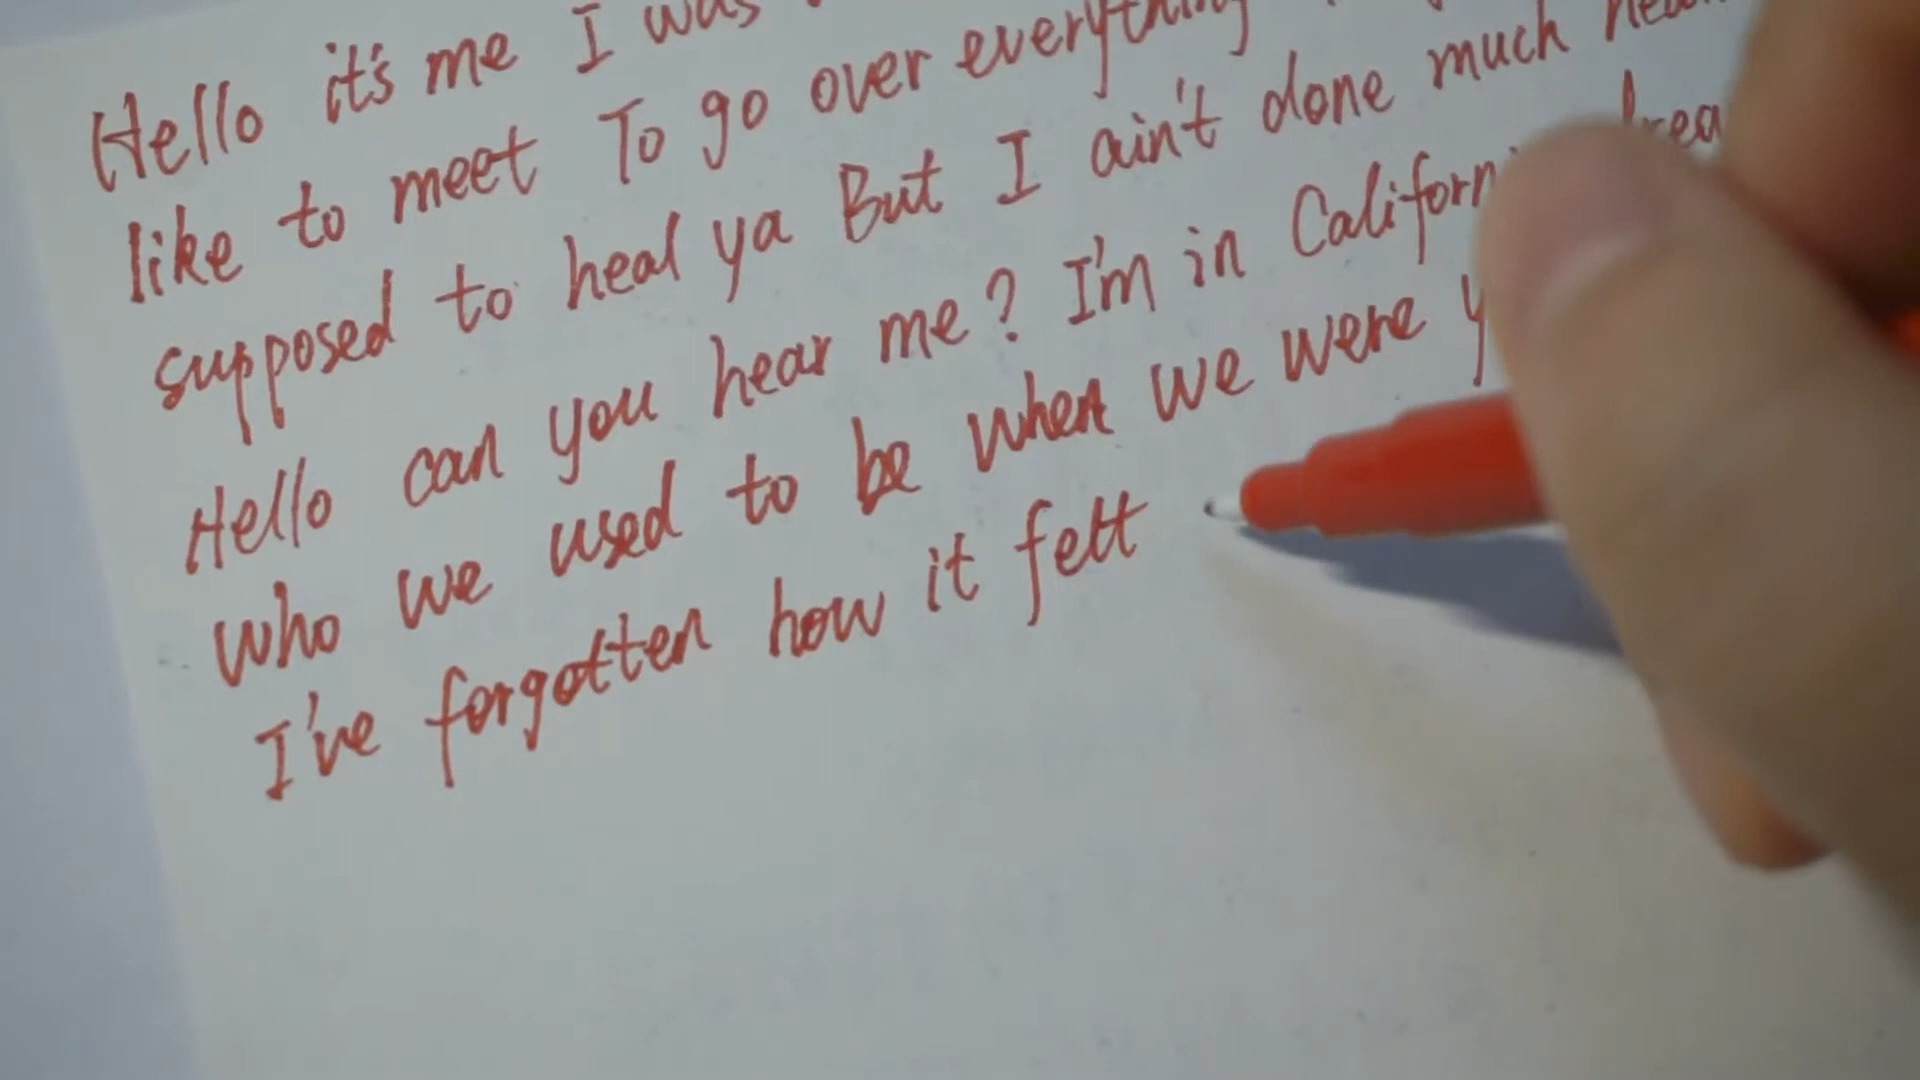 Hello it's me I was
like to meet To go over everything
supposed to heal ya But I ain't done much
Hello can you hear me? I'm in
who we used to be when we were
I've forgotten how it felt